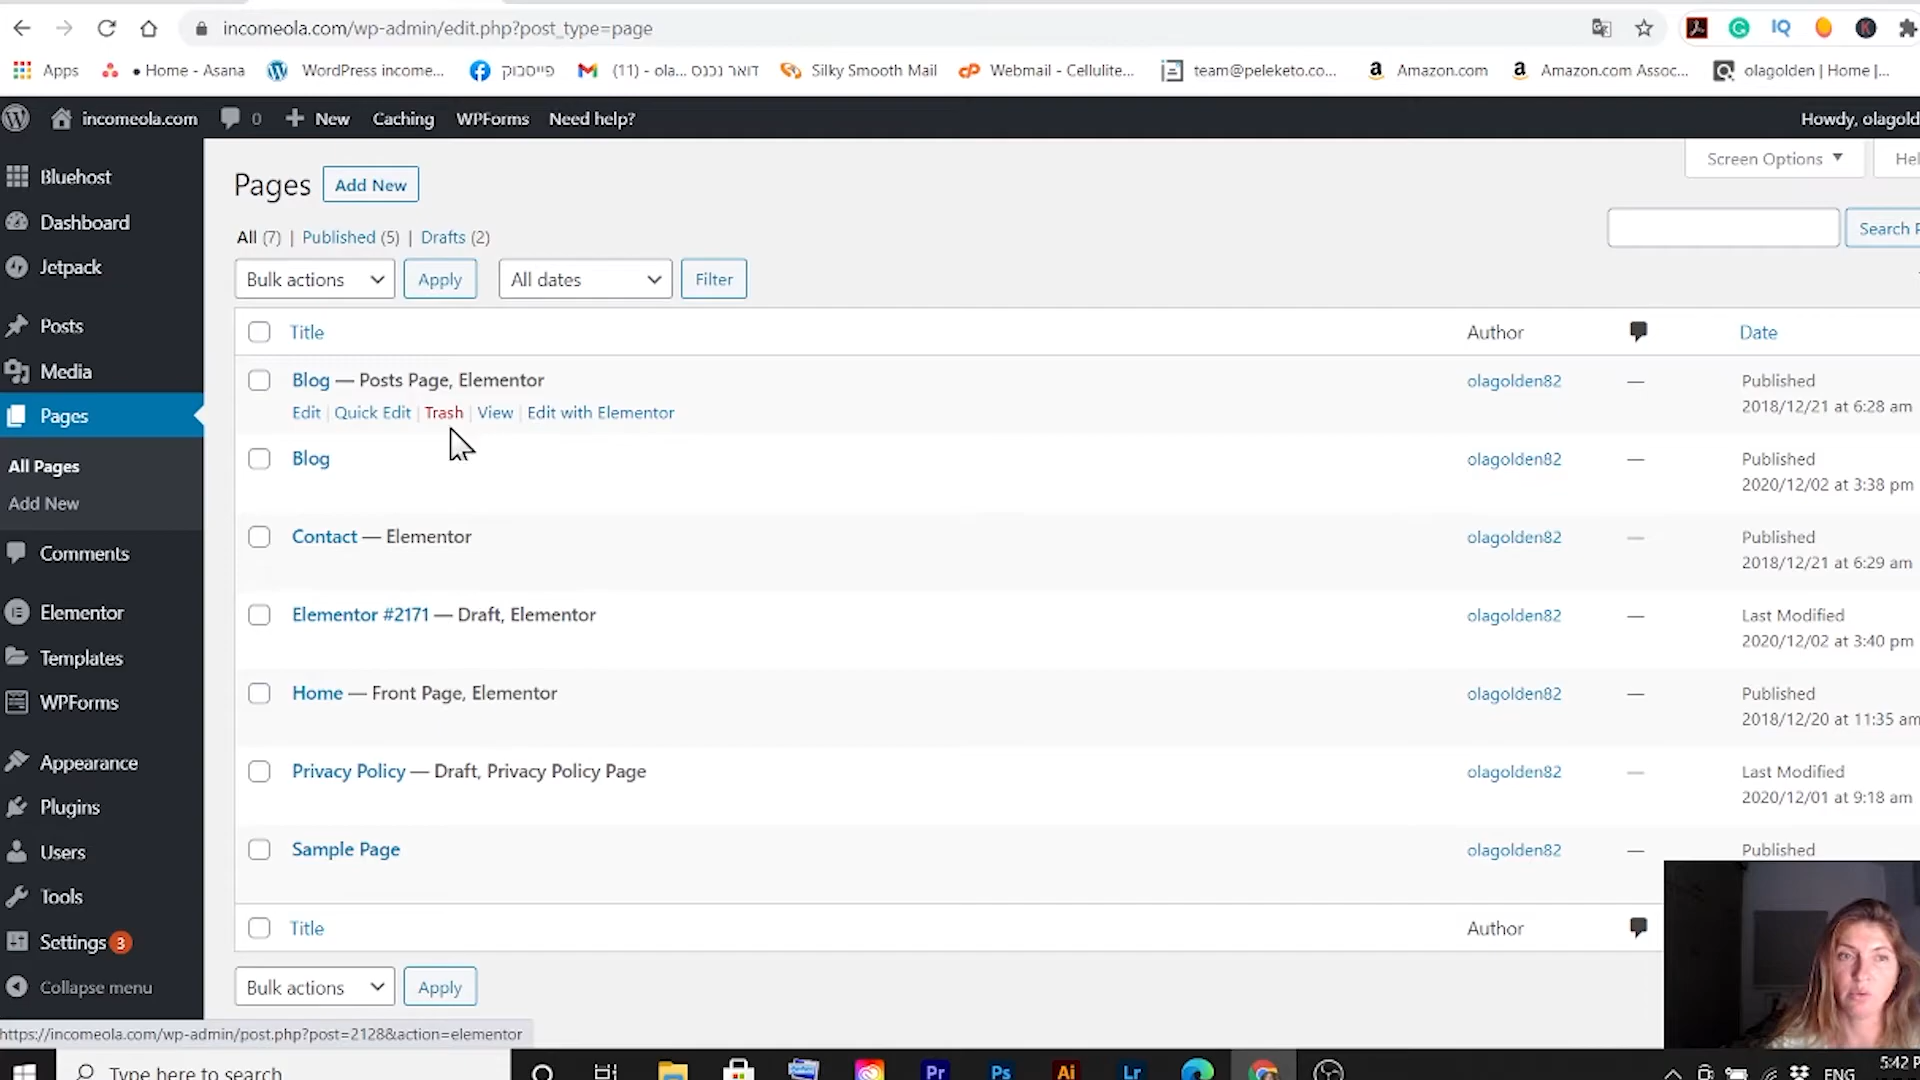 incomeola.com/wp-admin/edit.php?post_type=page
Apps
• Home - Asana
WordPress income...
פייסבוק
דואר נכנס (11) - ola...
Silky Smooth Mail
Webmail - Cellulite...
team@peleketo.co...
Amazon.com
Amazon.com Assoc...
olagolden | Home |...
incomeola.com
0
New
Caching
WPForms
Need help?
Howdy, olagold
Bluehost
Dashboard
Jetpack
Posts
Media
Pages
All Pages
Add New
Comments
Elementor
Templates
WPForms
Appearance
Plugins
Users
Tools
Settings 3
Collapse menu
Screen Options
Hel
Pages
Add New
All (7) | Published (5) | Drafts (2)
Search P
Bulk actions
Apply
All dates
Filter
Title
Author
Date
Blog — Posts Page, Elementor
olagolden82
—
Published
2018/12/21 at 6:28 am
Edit | Quick Edit | Trash | View | Edit with Elementor
Blog
olagolden82
—
Published
2020/12/02 at 3:38 pm
Contact — Elementor
olagolden82
—
Published
2018/12/21 at 6:29 am
Elementor #2171 — Draft, Elementor
olagolden82
—
Last Modified
2020/12/02 at 3:40 pm
Home — Front Page, Elementor
olagolden82
—
Published
2018/12/20 at 11:35 am
Privacy Policy — Draft, Privacy Policy Page
olagolden82
—
Last Modified
2020/12/01 at 9:18 am
Sample Page
olagolden82
—
Published
Title
Author
Bulk actions
Apply
https://incomeola.com/wp-admin/post.php?post=2128&action=elementor
Type here to search
Pr
Ps
Ai
Lr
ENG
5:42 P